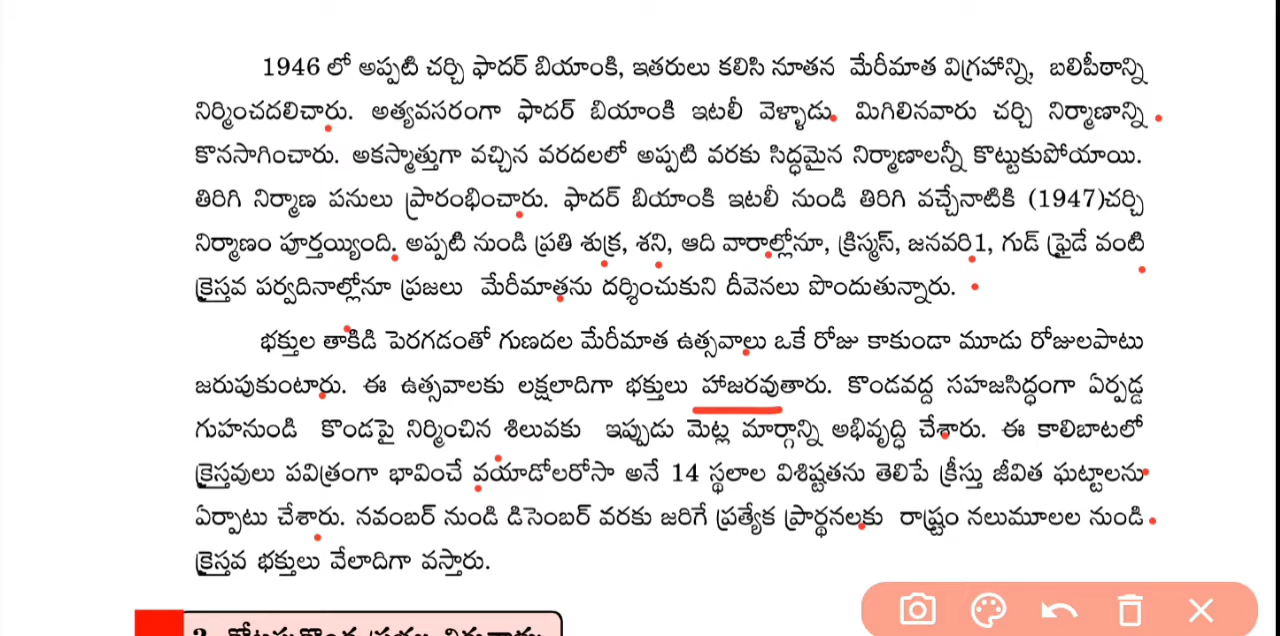 1946 లో అప్పటి చర్చి ఫాదర్ బియాంకి, ఇతరులు కలిసి నూతన మేరీమాత విగ్రహాన్ని, బలిపీఠాన్ని
నిర్మించదలిచారు. అత్యవసరంగా ఫాదర్ బియాంకి ఇటలీ వెళ్ళాడు. మిగిలినవారు చర్చి నిర్మాణాన్ని
కొనసాగించారు. అకస్మాత్తుగా వచ్చిన వరదలలో అప్పటి వరకు సిద్ధమైన నిర్మాణాలన్నీ కొట్టుకుపోయాయి.
తిరిగి నిర్మాణ పనులు ప్రారంభించారు. ఫాదర్ బియాంకి ఇటలీ నుండి తిరిగి వచ్చేనాటికి (1947)చర్చి
నిర్మాణం పూర్తయ్యింది. అప్పటి నుండి ప్రతి శుక్ర, శని, ఆది వారాల్లోనూ, క్రిస్మస్, జనవరి1, గుడ్ ఫ్రైడే వంటి
క్రైస్తవ పర్వదినాల్లోనూ ప్రజలు మేరీమాతను దర్శించుకుని దీవెనలు పొందుతున్నారు.
భక్తుల తాకిడి పెరగడంతో గుణదల మేరీమాత ఉత్సవాలు ఒకే రోజు కాకుండా మూడు రోజులపాటు
జరుపుకుంటారు. ఈ ఉత్సవాలకు లక్షలాదిగా భక్తులు హాజరవుతారు. కొండవద్ద సహజసిద్ధంగా ఏర్పడ్డ
గుహనుండి కొండపై నిర్మించిన శిలువకు ఇప్పుడు మెట్ల మార్గాన్ని అభివృద్ధి చేశారు. ఈ కాలిబాటలో
క్రైస్తవులు పవిత్రంగా భావించే వయాడోలరోసా అనే 14 స్థలాల విశిష్టతను తెలిపే క్రీస్తు జీవిత ఘట్టాలను
ఏర్పాటు చేశారు. నవంబర్ నుండి డిసెంబర్ వరకు జరిగే ప్రత్యేక ప్రార్థనలకు రాష్ట్రం నలుమూలల నుండి
క్రైస్తవ భక్తులు వేలాదిగా వస్తారు.